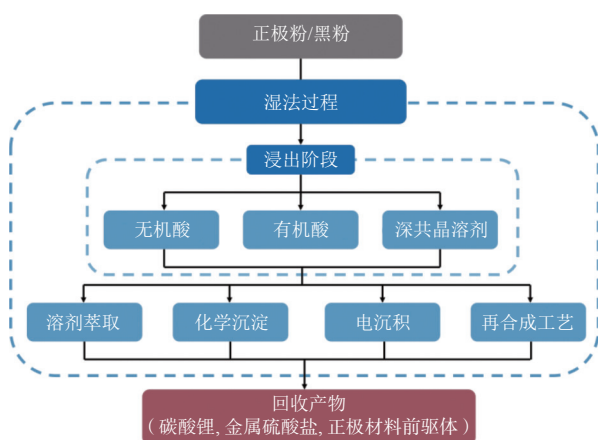 正极粉/黑粉
湿法过程
浸出阶段
无机酸
有机酸
深共晶溶剂
溶剂萃取
化学沉淀
电沉积
再合成工艺
回收产物
(碳酸锂, 金属硫酸盐, 正极材料前驱体)